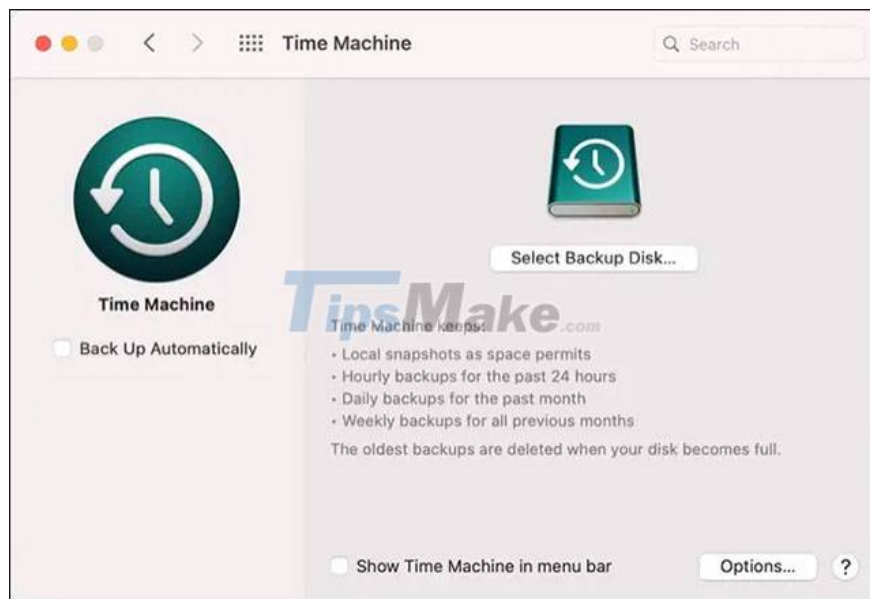 Time Machine
Search
Time Machine
Back Up Automatically
Select Backup Disk...
TipsMake.com
Time Machine keeps:
• Local snapshots as space permits
• Hourly backups for the past 24 hours
• Daily backups for the past month
• Weekly backups for all previous months
The oldest backups are deleted when your disk becomes full.
Show Time Machine in menu bar
Options...
?